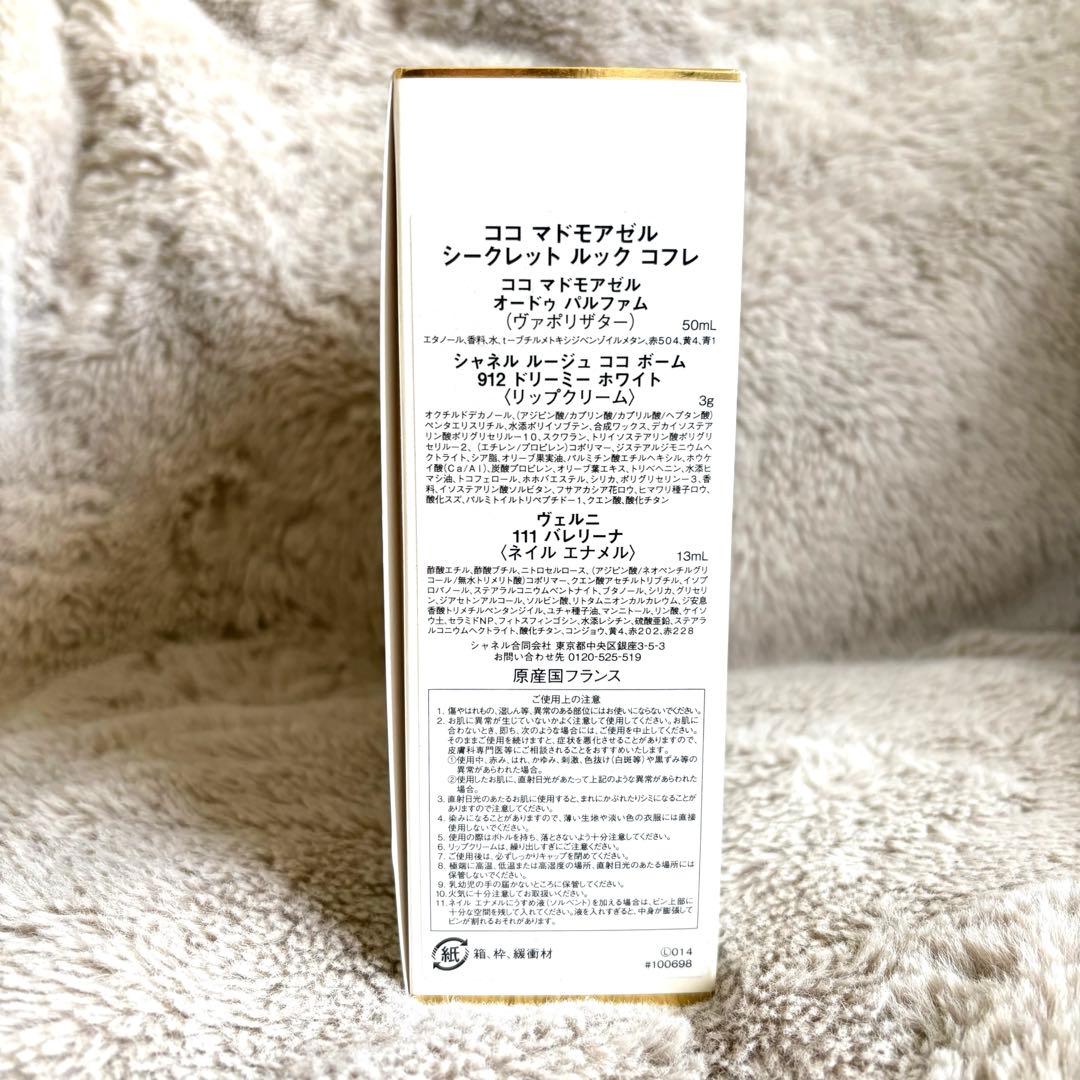 ココ マドモアゼル
シークレット ルック コフレ
ココ マドモアゼル
オードゥ パルファム
(ヴァポリザター)
50mL
エタノール、香料、水、t-ブチルメトキシジベンゾイルメタン、赤504、黄4、青1
シャネル ルージュ ココ ボーム
912 ドリーミー ホワイト
〈リップクリーム〉
3g
オクチルドデカノール、(アジピン酸/カプリン酸/カプリル酸/ヘプタン酸)
ペンタエリスリチル、水添ポリイソブテン、合成ワックス、デカイソステア
リン酸ポリグリセリル-10、スクワラン、トリイソステアリン酸ポリグリ
セリル-2、(エチレン/プロピレン)コポリマー、ジステアルジモニウムヘ
クトライト、シア脂、オリーブ果実油、パルミチン酸エチルヘキシル、ホウケ
イ酸(Ca/Al)、炭酸プロピレン、オリーブ葉エキス、トリベヘニン、水添ヒ
マシ油、トコフェロール、ホホバエステル、シリカ、ポリグリセリン-3、香
料、イソステアリン酸ソルビタン、フサアカシア花ロウ、ヒマワリ種子ロウ、
酸化スズ、パルミトイルトリペプチド-1、クエン酸、酸化チタン
ヴェルニ
111 バレリーナ
〈ネイル エナメル〉
13mL
酢酸エチル、酢酸ブチル、ニトロセルロース、(アジピン酸/ネオペンチルグリ
コール/無水トリメリト酸)コポリマー、クエン酸アセチルトリブチル、イソプ
ロパノール、ステアラルコニウムベントナイト、ブタノール、シリカ、グリセリ
ン、ジアセトンアルコール、ソルビン酸、リトタムニオンカルカレウム、ジ安息
香酸トリメチルペンタンジイル、ユチャ種子油、マンニトール、リン酸、ケイソ
ウ土、セラミドNP、フィトスフィンゴシン、水添レシチン、硫酸亜鉛、ステアラ
ルコニウムヘクトライト、酸化チタン、コンジョウ、黄4、赤202、赤228
シャネル合同会社 東京都中央区銀座3-5-3
お問い合わせ先 0120-525-519
原産国フランス
ご使用上の注意
1. 傷やはれもの、湿しん等、異常のある部位にはお使いにならないでください。
2. お肌に異常が生じていないかよく注意して使用してください。お肌に
合わないとき、即ち、次のような場合には、ご使用を中止してください。
そのままご使用を続けますと、症状を悪化させることがありますので、
皮膚科専門医等にご相談されることをおすすめいたします。
①使用中、赤み、はれ、かゆみ、刺激、色抜け(白斑等)や黒ずみ等の
異常があらわれた場合。
②使用したお肌に、直射日光があたって上記のような異常があらわれた
場合。
3. 直射日光のあたるお肌に使用すると、まれにかぶれたりシミになることが
ありますので注意してください。
4. 染みになることがありますので、薄い生地や淡い色の衣服には直接
使用しないでください。
5. 使用の際はボトルを持ち、落とさないよう十分注意してください。
6. リップクリームは、繰り出しすぎにご注意ください。
7. ご使用後は、必ずしっかりキャップを閉めてください。
8. 極端に高温、低温または高湿度の場所、直射日光のあたる場所には
保管しないでください。
9. 乳幼児の手の届かないところに保管してください。
10. 火気に十分注意してお取扱いください。
11. ネイル エナメルにうすめ液(ソルベント)を加える場合は、ビン上部に
十分な空間を残して入れてください。液を入れすぎると、中身が膨張して
ビンが割れるおそれがあります。
紙 箱、枠、緩衝材
Ⓛ014
#100698